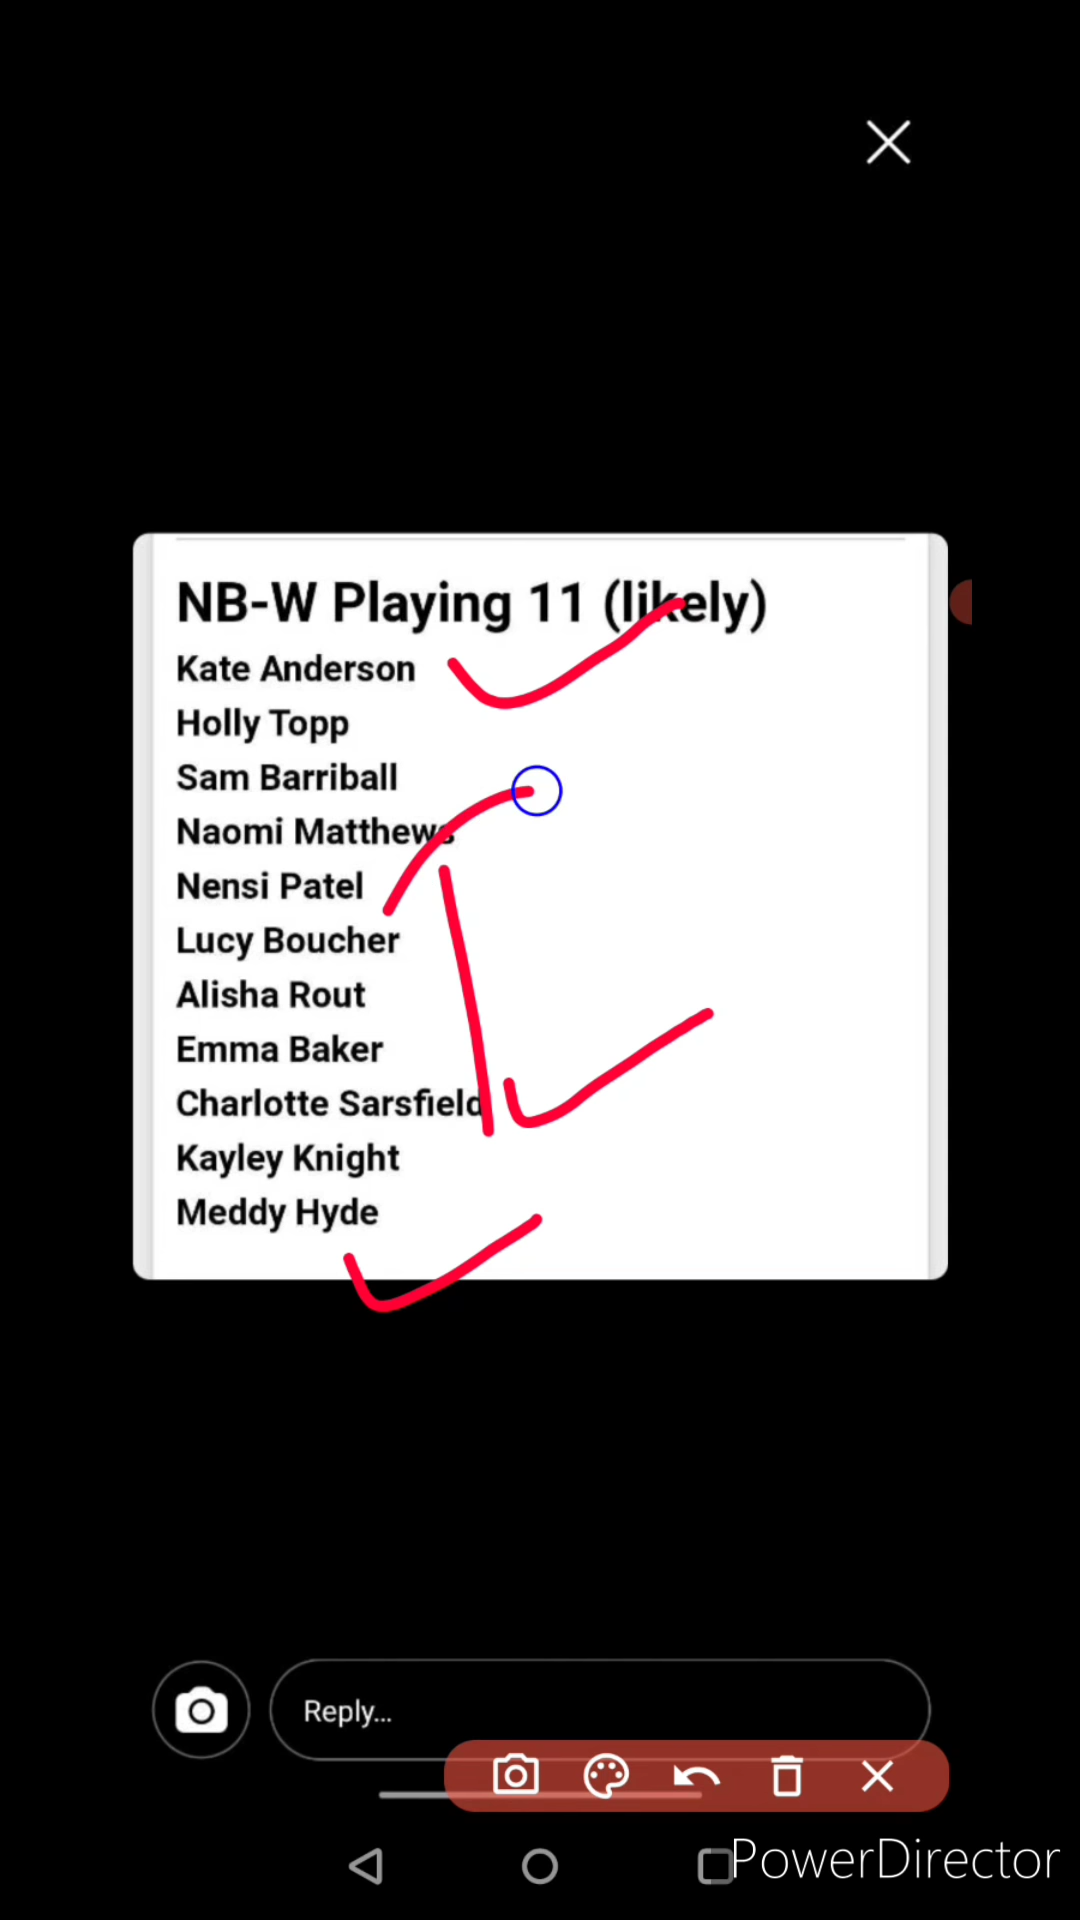 NB-W Playing 11 (likely)
Kate Anderson
Holly Topp
Sam Barriball
Naomi Matthews
Nensi Patel
Lucy Boucher
Alisha Rout
Emma Baker
Charlotte Sarsfield
Kayley Knight
Meddy Hyde
Reply...
PowerDirector